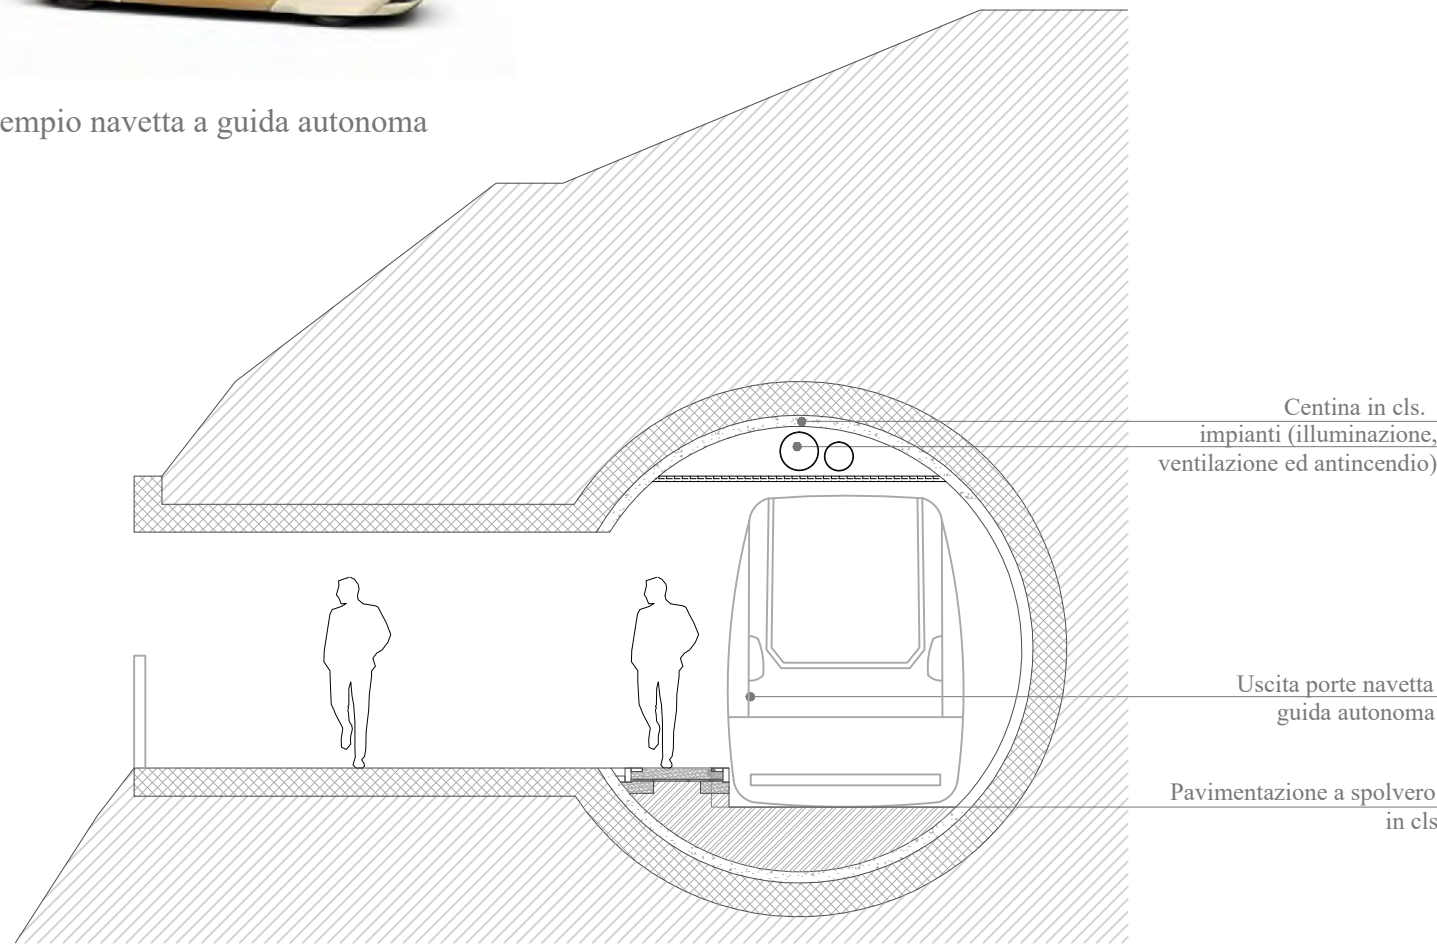 empio navetta a guida autonoma
Centina in cls.
impianti (illuminazione,
ventilazione ed antincendio)
Uscita porte navetta
guida autonoma
Pavimentazione a spolvero
in cls